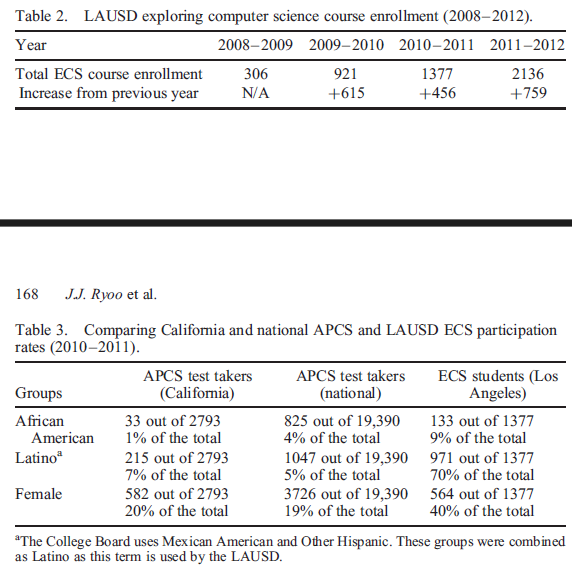 Table 2. LAUSD exploring computer science course enrollment (2008–2012).
Year 2008–2009 2009–2010 2010–2011 2011–2012
Total ECS course enrollment 306 921 1377 2136
Increase from previous year N/A +615 +456 +759
168 J.J. Ryoo et al.
Table 3. Comparing California and national APCS and LAUSD ECS participation
rates (2010–2011).
APCS test takers APCS test takers ECS students (Los
Groups (California) (national) Angeles)
African 33 out of 2793 825 out of 19,390 133 out of 1377
American 1% of the total 4% of the total 9% of the total
Latinoᵃ 215 out of 2793 1047 out of 19,390 971 out of 1377
7% of the total 5% of the total 70% of the total
Female 582 out of 2793 3726 out of 19,390 564 out of 1377
20% of the total 19% of the total 40% of the total
ᵃThe College Board uses Mexican American and Other Hispanic. These groups were combined
as Latino as this term is used by the LAUSD.